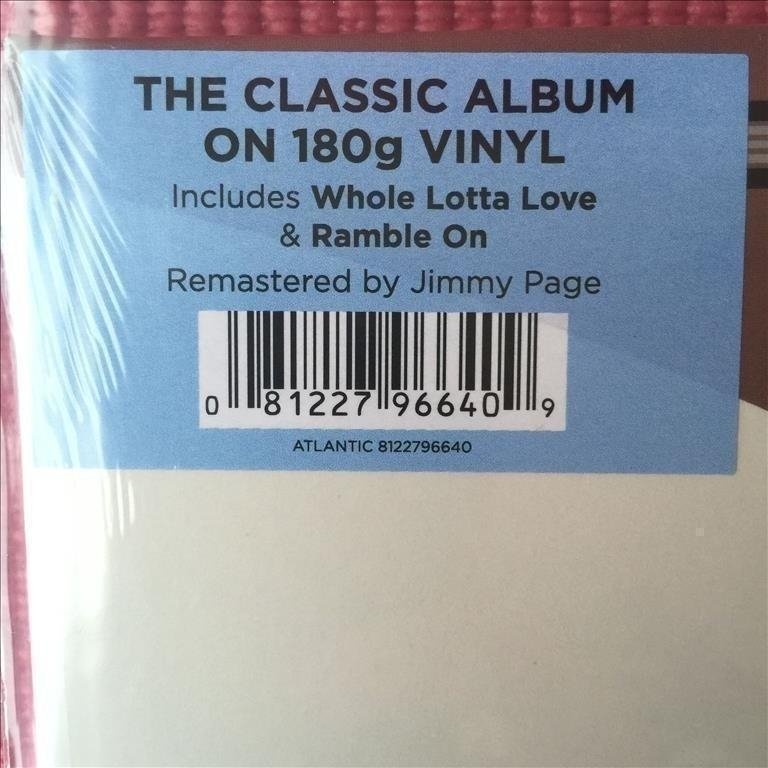 THE CLASSIC ALBUM
ON 180g VINYL
Includes Whole Lotta Love
& Ramble On
Remastered by Jimmy Page
0 81227 96640 9
ATLANTIC 8122796640